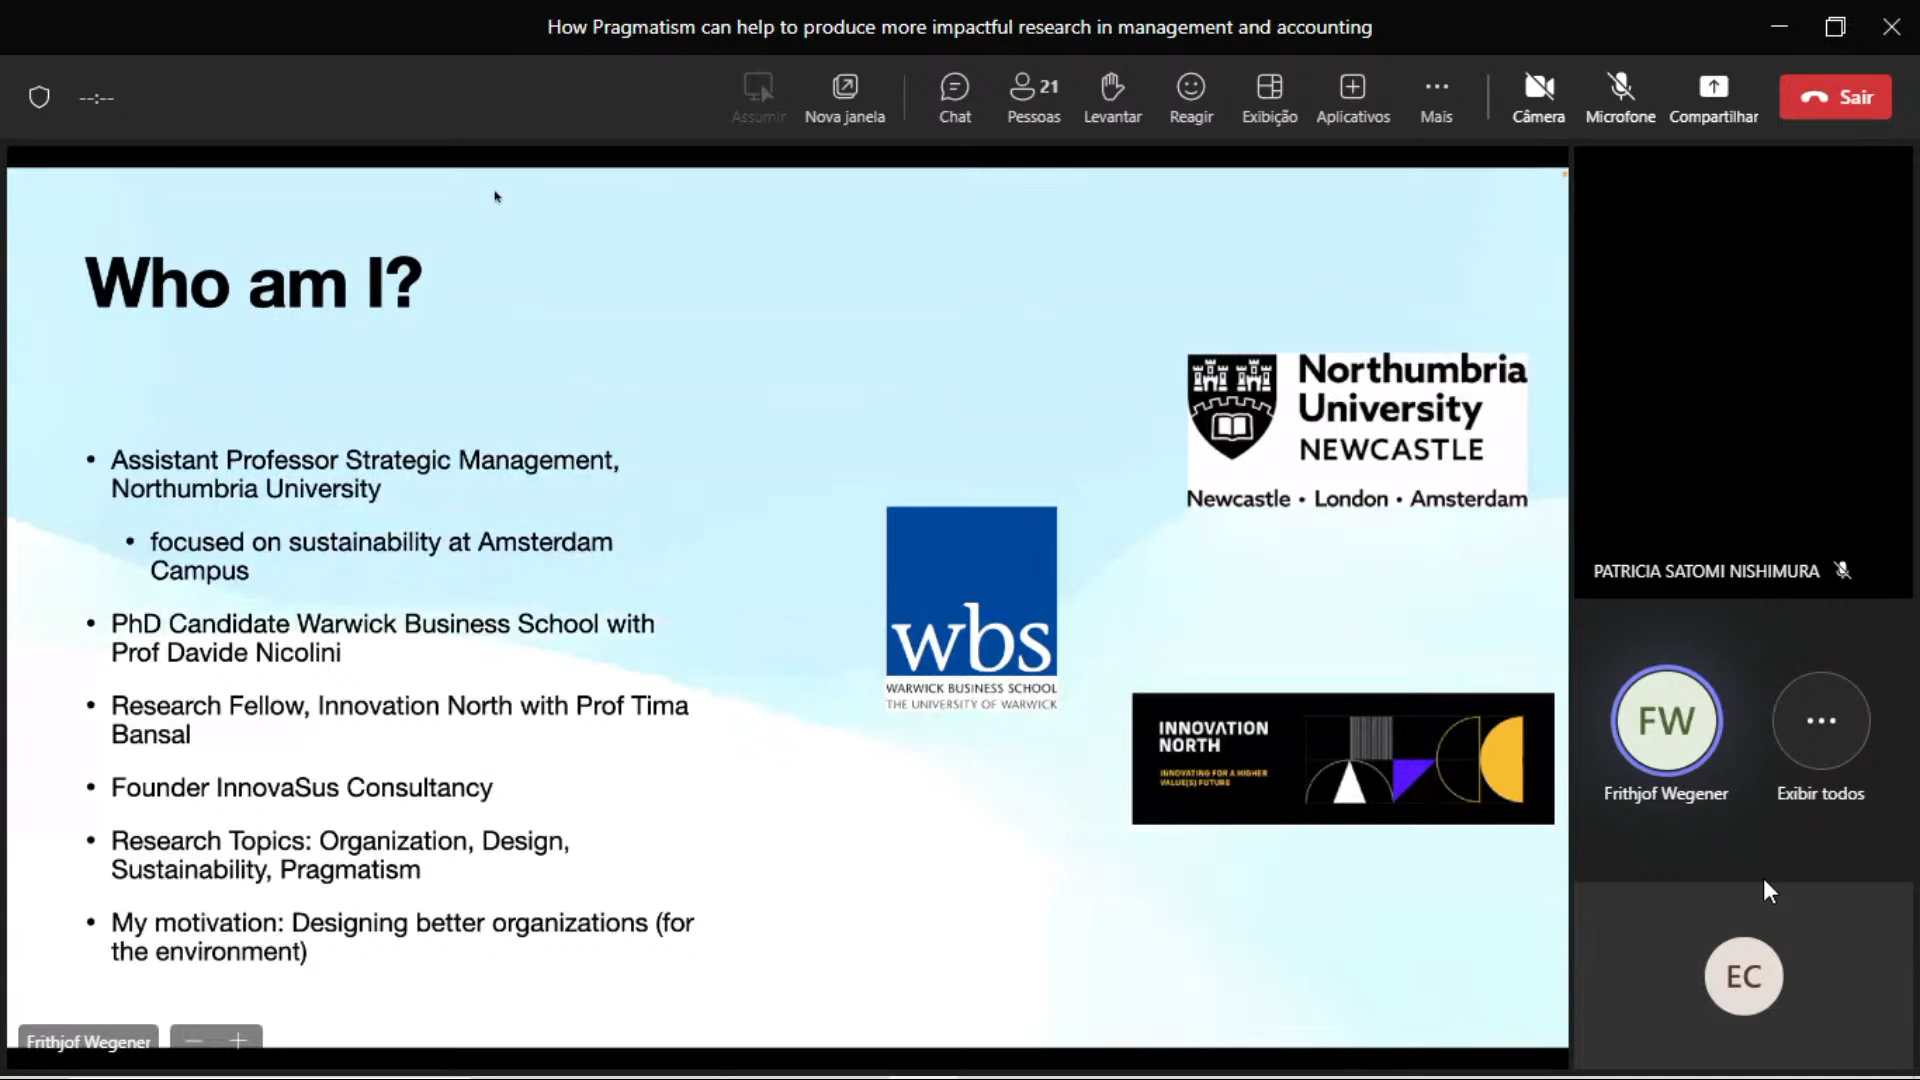 How Pragmatism can help to produce more impactful research in management and accounting
--:--
Assumir
Nova janela
Chat
21
Pessoas
Levantar
Reagir
Exibição
Aplicativos
Mais
Câmera
Microfone
Compartilhar
Sair
Who am I?
• Assistant Professor Strategic Management,
Northumbria University
• focused on sustainability at Amsterdam
Campus
• PhD Candidate Warwick Business School with
Prof Davide Nicolini
• Research Fellow, Innovation North with Prof Tima
Bansal
• Founder InnovaSus Consultancy
• Research Topics: Organization, Design,
Sustainability, Pragmatism
• My motivation: Designing better organizations (for
the environment)
Northumbria
University
NEWCASTLE
Newcastle • London • Amsterdam
wbs
WARWICK BUSINESS SCHOOL
THE UNIVERSITY OF WARWICK
INNOVATION
NORTH
INNOVATING FOR A HIGHER
VALUE(S) FUTURE
Frithjof Wegener
PATRICIA SATOMI NISHIMURA
FW
Frithjof Wegener
Exibir todos
EC